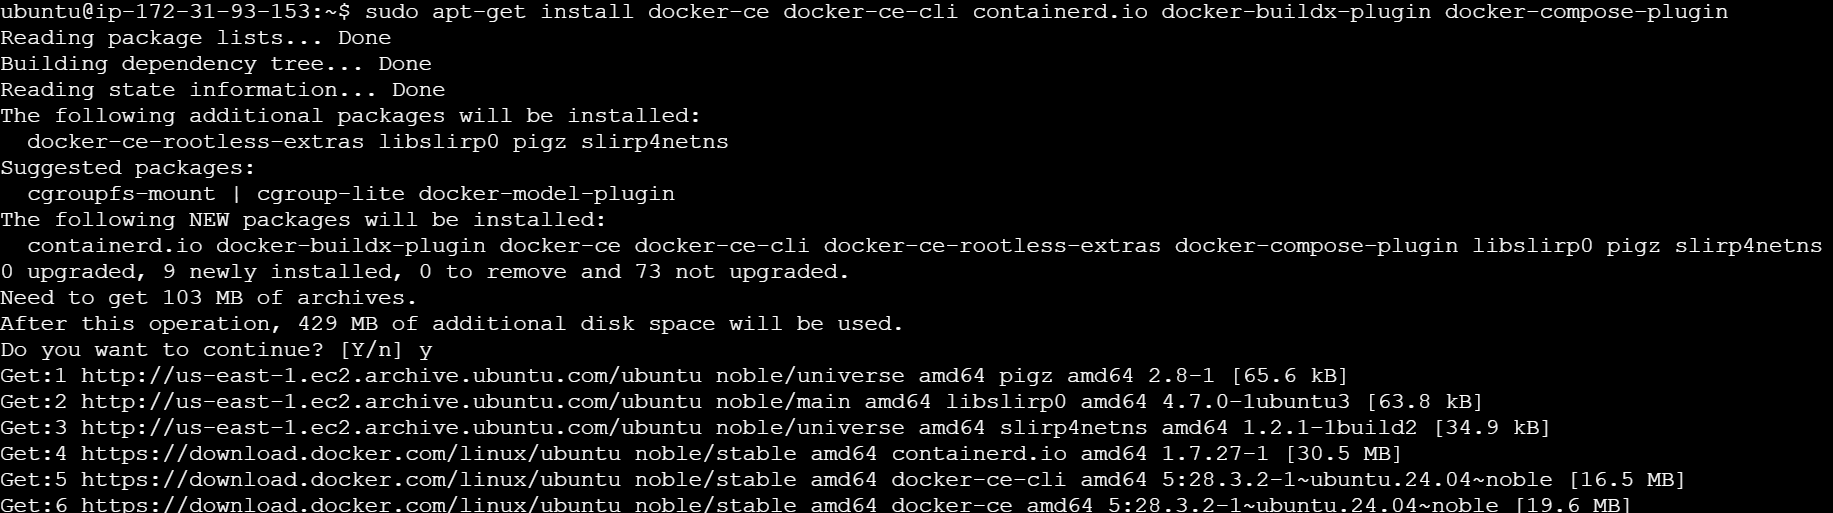 ubuntu@ip-172-31-93-153:~$ sudo apt-get install docker-ce docker-ce-cli containerd.io docker-buildx-plugin docker-compose-plugin
Reading package lists... Done
Building dependency tree... Done
Reading state information... Done
The following additional packages will be installed:
  docker-ce-rootless-extras libslirp0 pigz slirp4netns
Suggested packages:
  cgroupfs-mount | cgroup-lite docker-model-plugin
The following NEW packages will be installed:
  containerd.io docker-buildx-plugin docker-ce docker-ce-cli docker-ce-rootless-extras docker-compose-plugin libslirp0 pigz slirp4netns
0 upgraded, 9 newly installed, 0 to remove and 73 not upgraded.
Need to get 103 MB of archives.
After this operation, 429 MB of additional disk space will be used.
Do you want to continue? [Y/n] y
Get:1 http://us-east-1.ec2.archive.ubuntu.com/ubuntu noble/universe amd64 pigz amd64 2.8-1 [65.6 kB]
Get:2 http://us-east-1.ec2.archive.ubuntu.com/ubuntu noble/main amd64 libslirp0 amd64 4.7.0-1ubuntu3 [63.8 kB]
Get:3 http://us-east-1.ec2.archive.ubuntu.com/ubuntu noble/universe amd64 slirp4netns amd64 1.2.1-1build2 [34.9 kB]
Get:4 https://download.docker.com/linux/ubuntu noble/stable amd64 containerd.io amd64 1.7.27-1 [30.5 MB]
Get:5 https://download.docker.com/linux/ubuntu noble/stable amd64 docker-ce-cli amd64 5:28.3.2-1~ubuntu.24.04~noble [16.5 MB]
Get:6 https://download.docker.com/linux/ubuntu noble/stable amd64 docker-ce amd64 5:28.3.2-1~ubuntu.24.04~noble [19.6 MB]